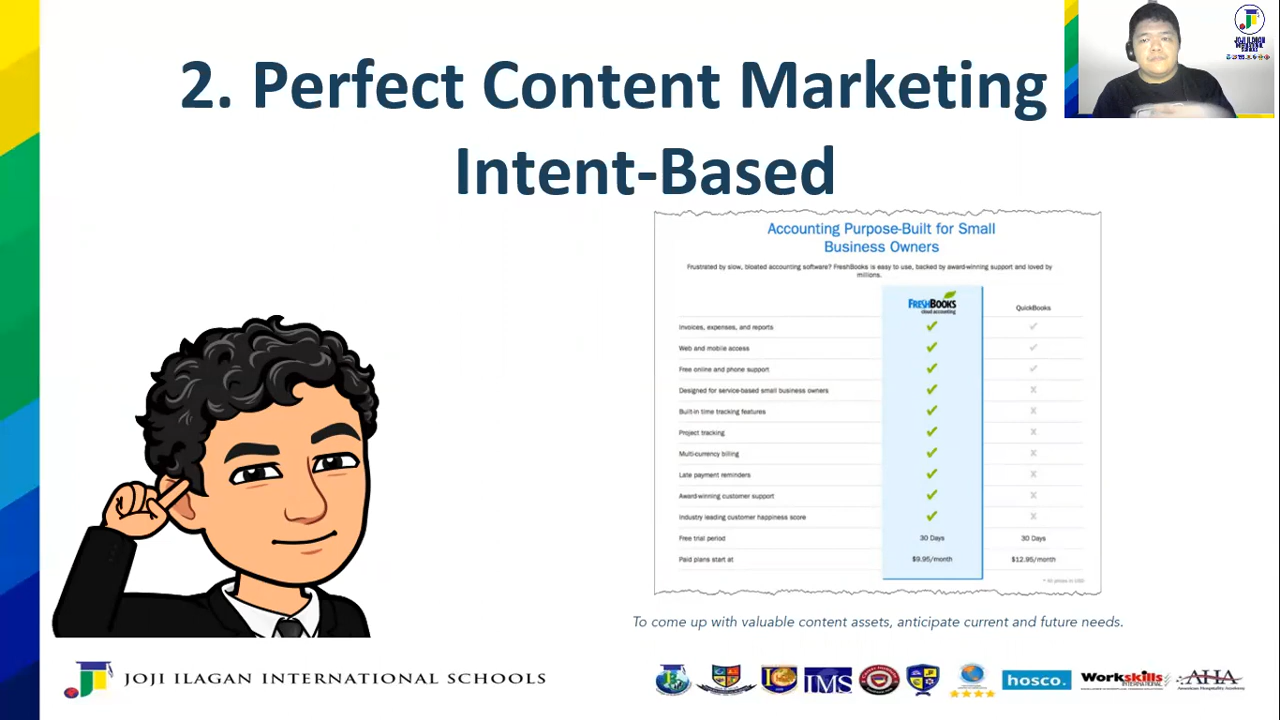 2. Perfect Content Marketing
Intent-Based
Accounting Purpose-Built for Small
Business Owners
Frustrated by slow, bloated accounting software? FreshBooks is easy to use, backed by award-winning support and loved by
millions.
FRESHBOOKS
cloud accounting
QuickBooks
Invoices, expenses, and reports ✓ ✓
Web and mobile access ✓ ✓
Free online and phone support ✓ ✓
Designed for service-based small business owners ✓ x
Built-in time tracking features ✓ x
Project tracking ✓ x
Multi-currency billing ✓ x
Late payment reminders ✓ x
Award-winning customer support ✓ x
Industry leading customer happiness score ✓ x
Free trial period 30 Days 30 Days
Paid plans start at $9.95/month $12.95/month
To come up with valuable content assets, anticipate current and future needs.
JOJI ILAGAN INTERNATIONAL SCHOOLS
IMS
hosco.
Workskills
INTERNATIONAL
AHA
American Hospitality Academy